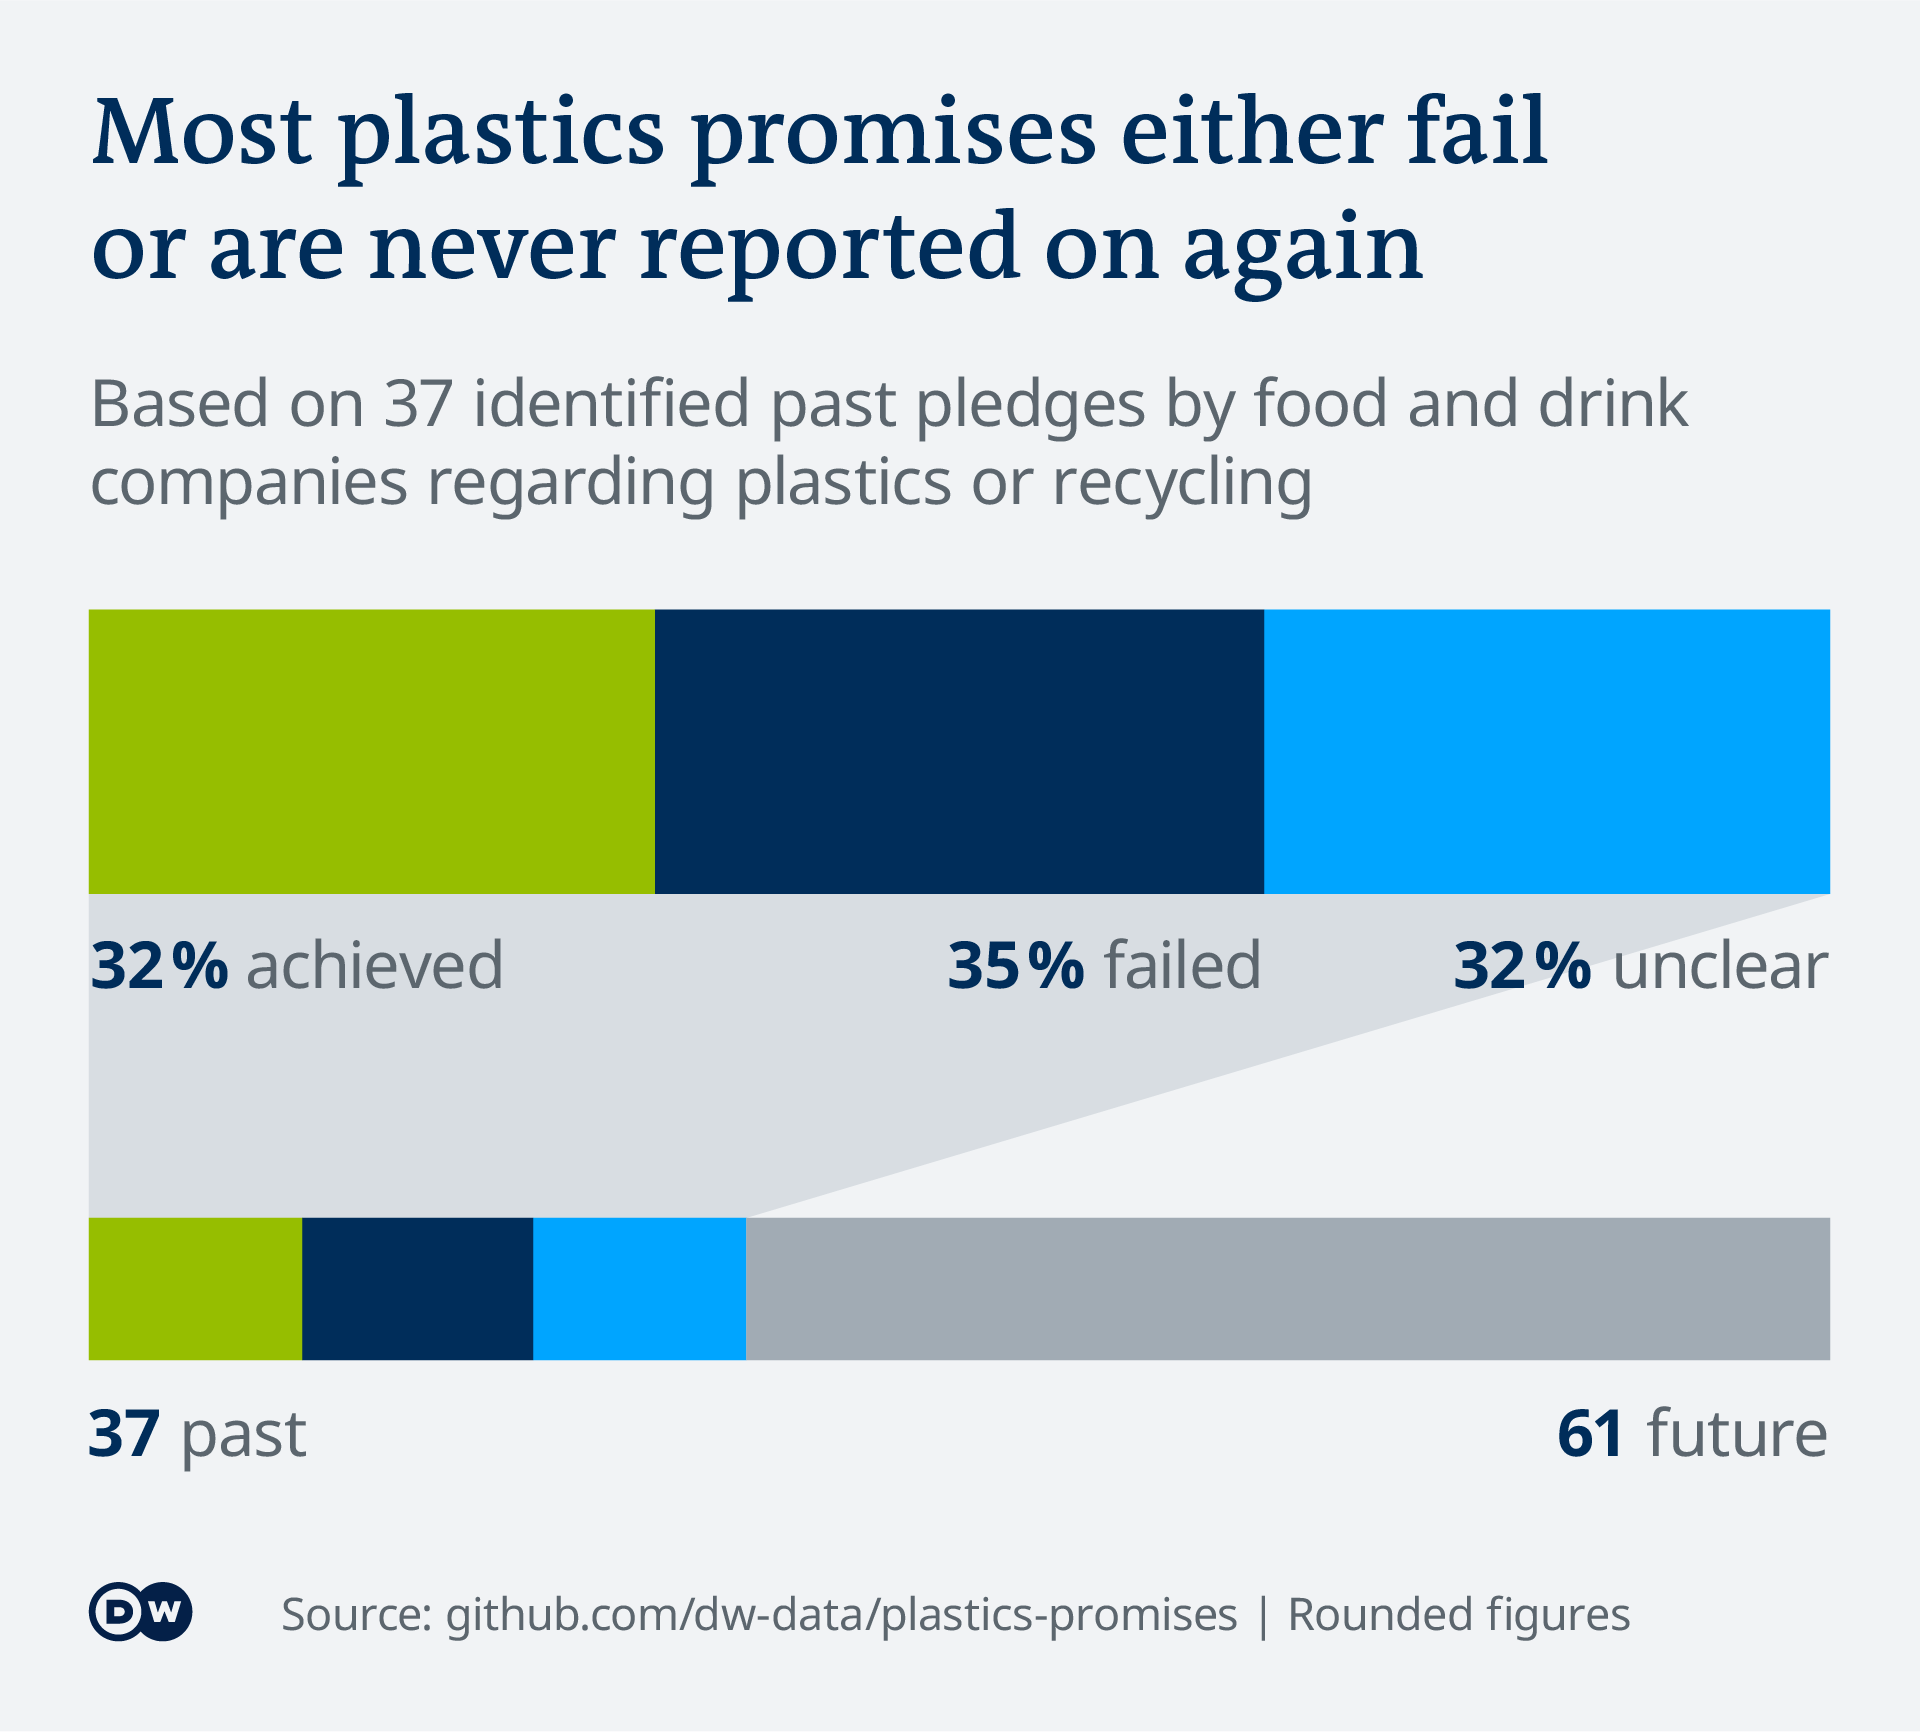 Most plastics promises either fail
or are never reported on again
Based on 37 identified past pledges by food and drink
companies regarding plastics or recycling
32% achieved
35% failed
32% unclear
37 past
61 future
DW
Source: github.com/dw-data/plastics-promises | Rounded figures